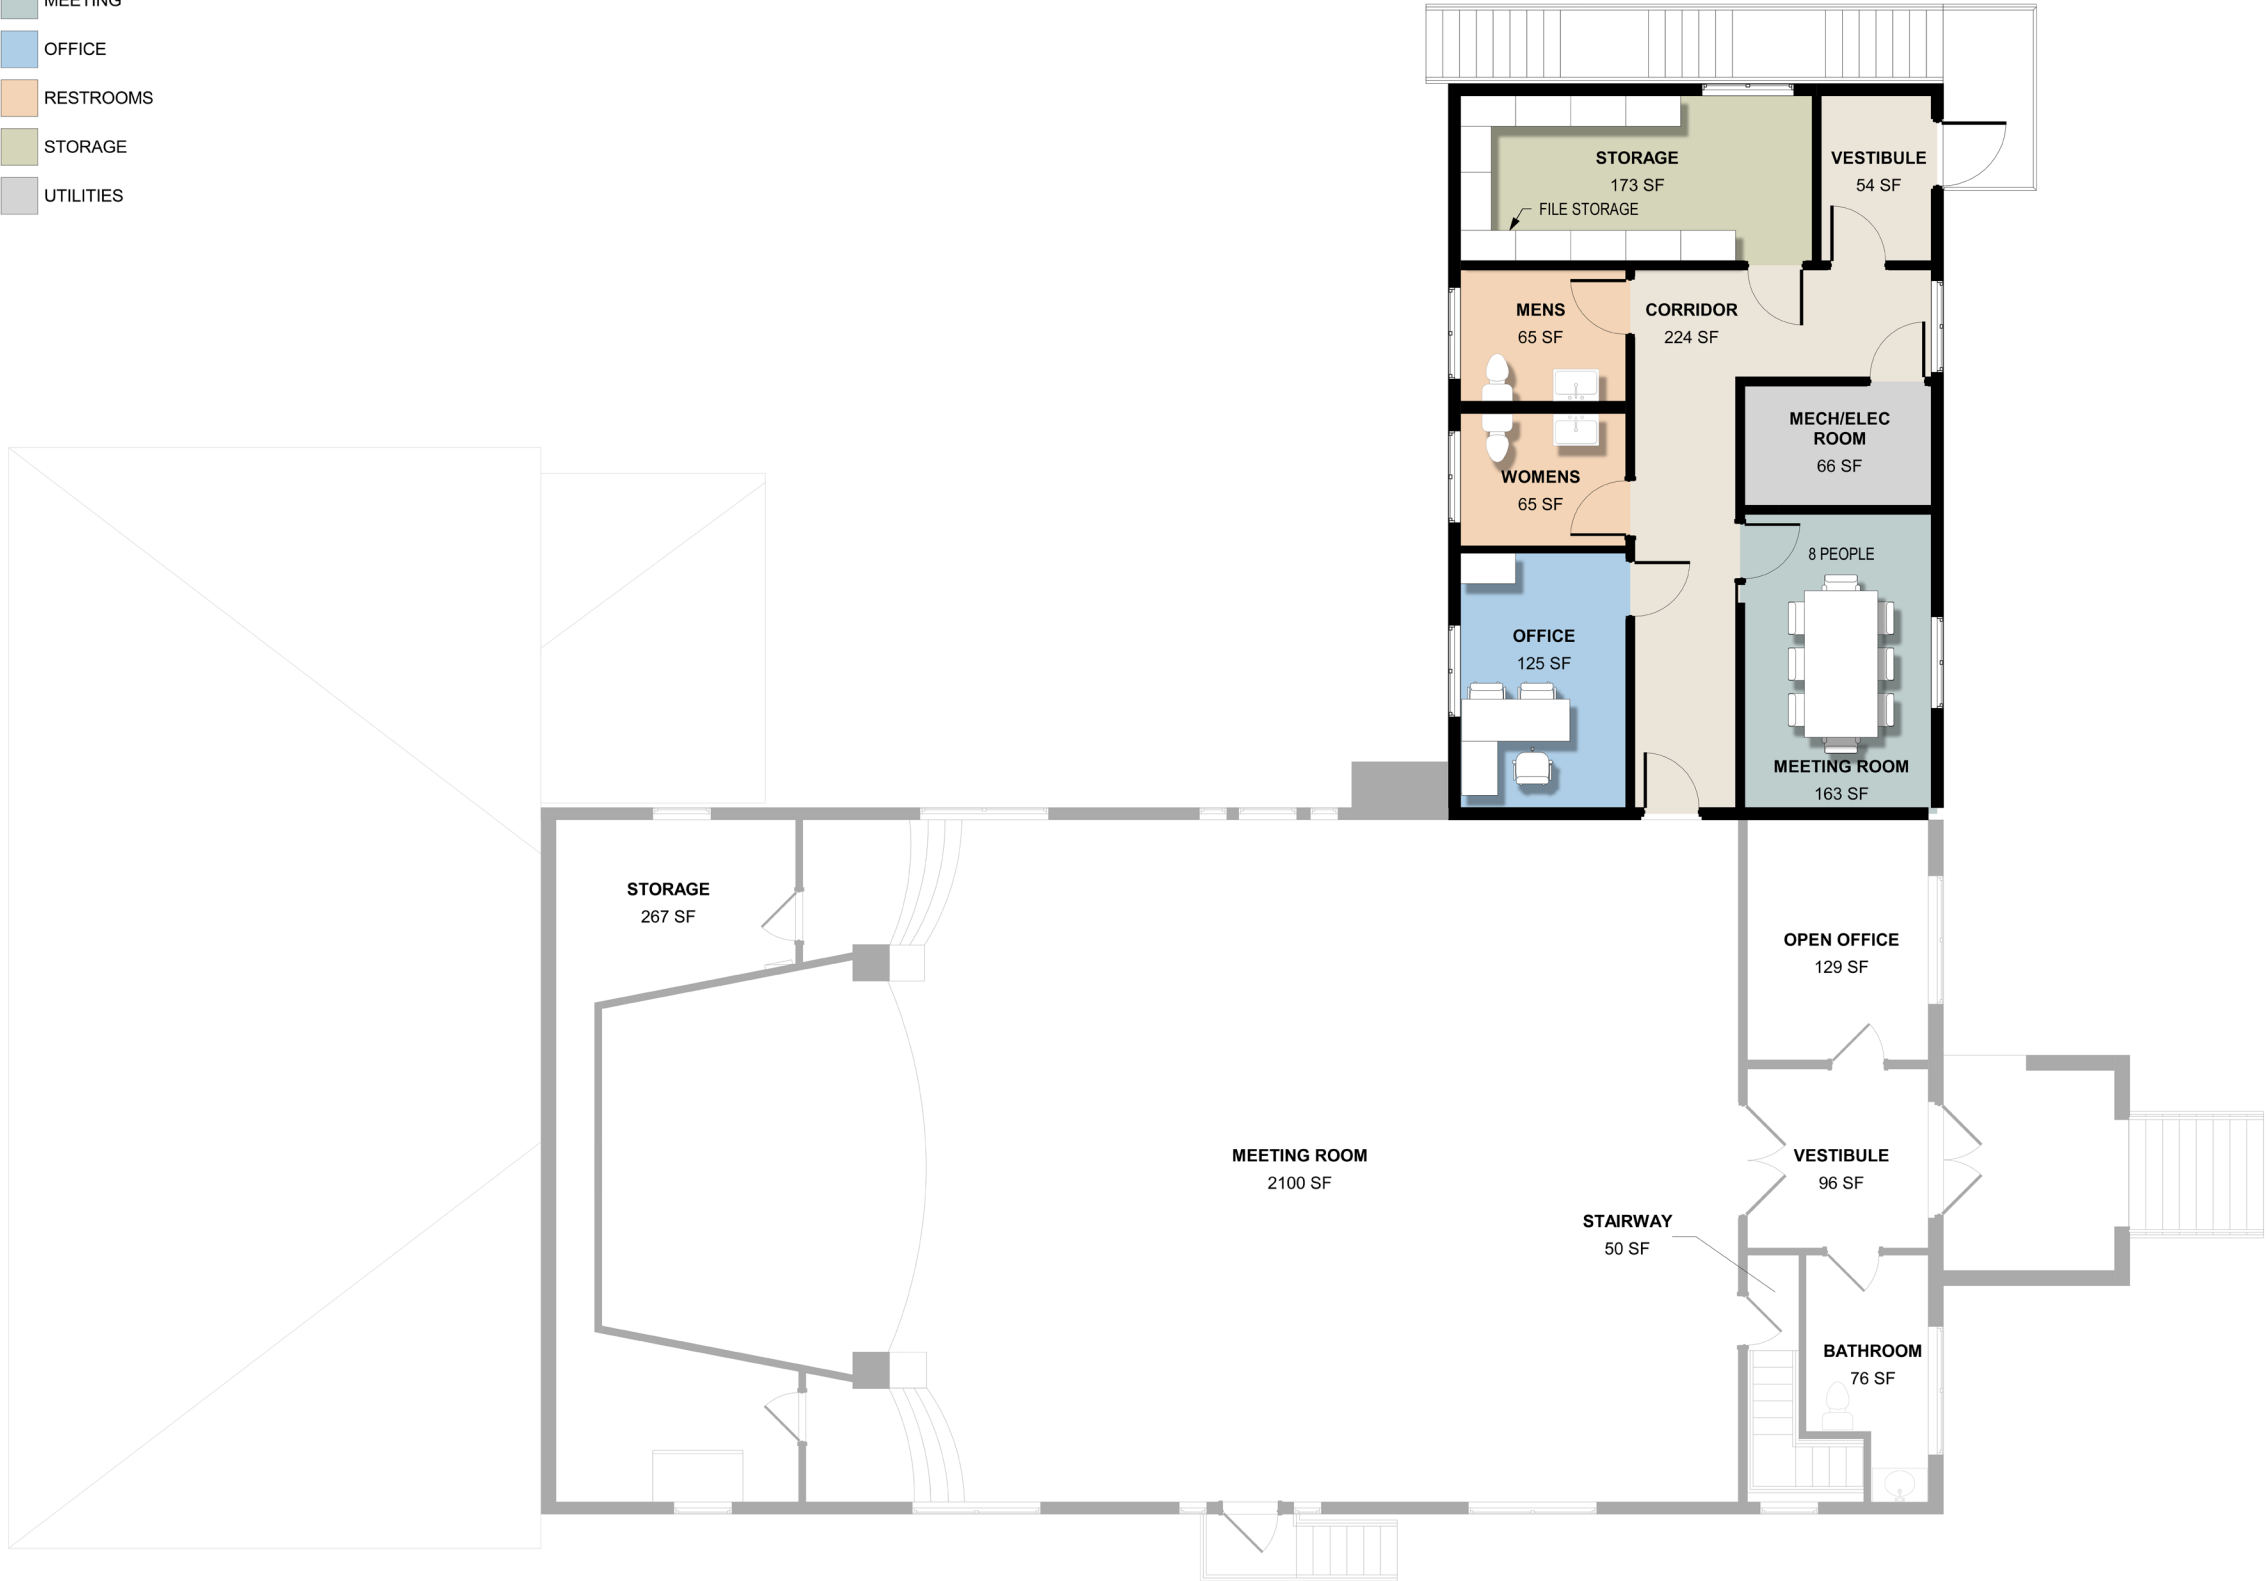 MEETING
OFFICE
RESTROOMS
STORAGE
UTILITIES
STORAGE
173 SF
FILE STORAGE
VESTIBULE
54 SF
MENS
65 SF
CORRIDOR
224 SF
MECH/ELEC
ROOM
66 SF
WOMENS
65 SF
8 PEOPLE
OFFICE
125 SF
MEETING ROOM
163 SF
STORAGE
267 SF
OPEN OFFICE
129 SF
MEETING ROOM
2100 SF
VESTIBULE
96 SF
STAIRWAY
50 SF
BATHROOM
76 SF